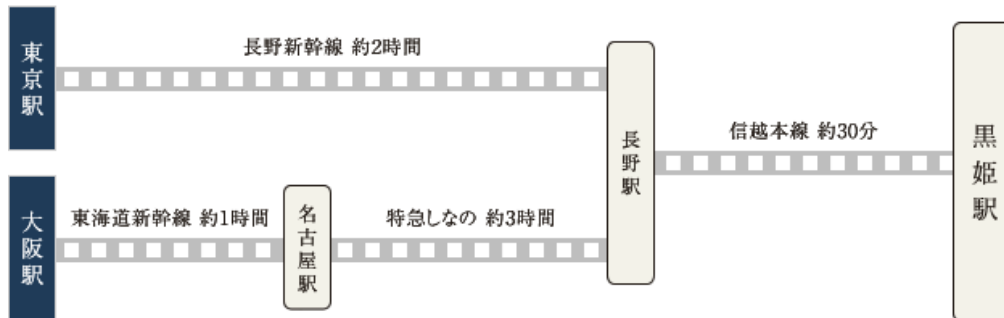 東京駅
長野新幹線 約2時間
長野駅
信越本線 約30分
黒姫駅
大阪駅
東海道新幹線 約1時間
名古屋駅
特急しなの 約3時間